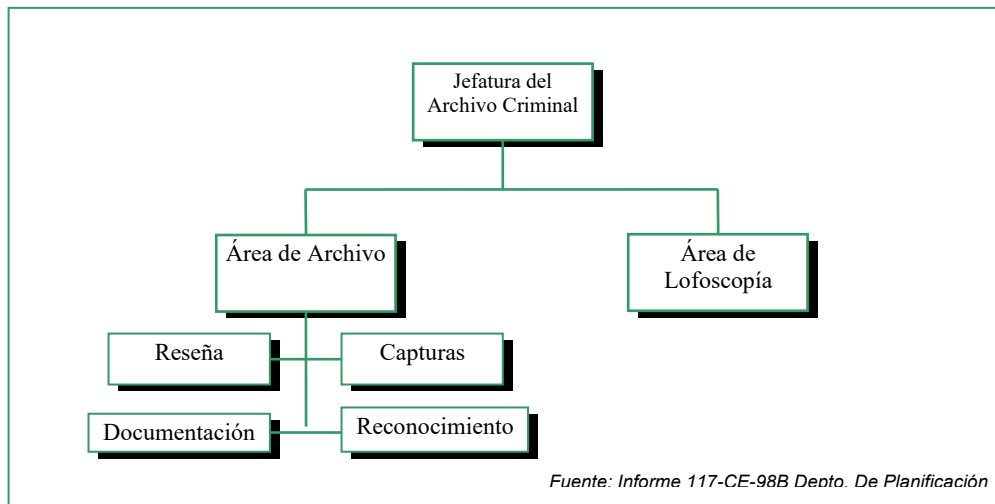 Jefatura del
Archivo Criminal
Área de Archivo
Área de
Lofoscopía
Reseña
Capturas
Documentación
Reconocimiento
Fuente: Informe 117-CE-98B Depto. De Planificación